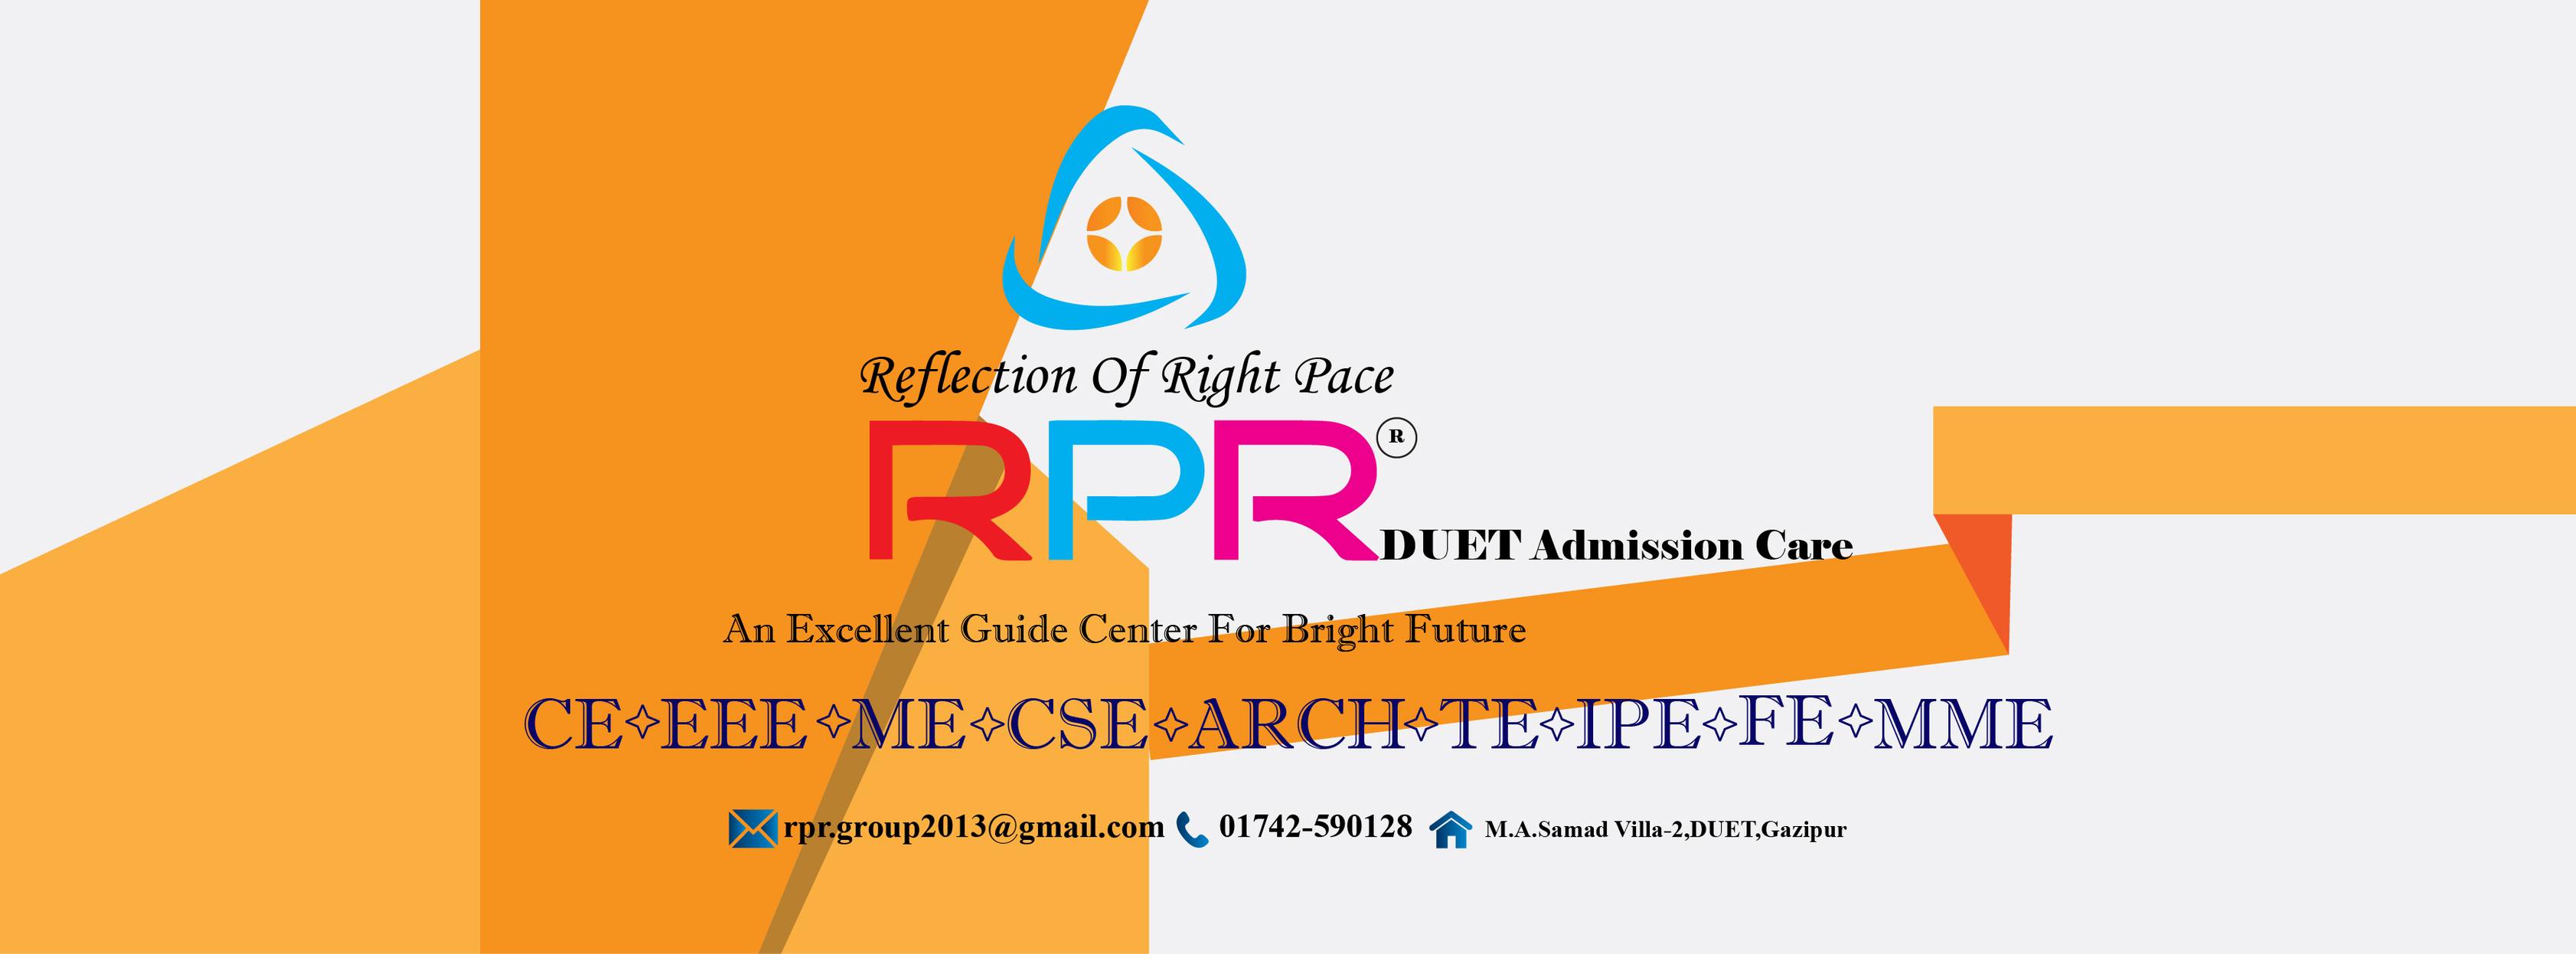 Reflection Of Right Pace
RPR®
DUET Admission Care
An Excellent Guide Center For Bright Future
CE✧EEE✧ME✧CSE✧ARCH✧TE✧IPE✧FE✧MME
rpr.group2013@gmail.com 01742-590128 M.A.Samad Villa-2,DUET,Gazipur